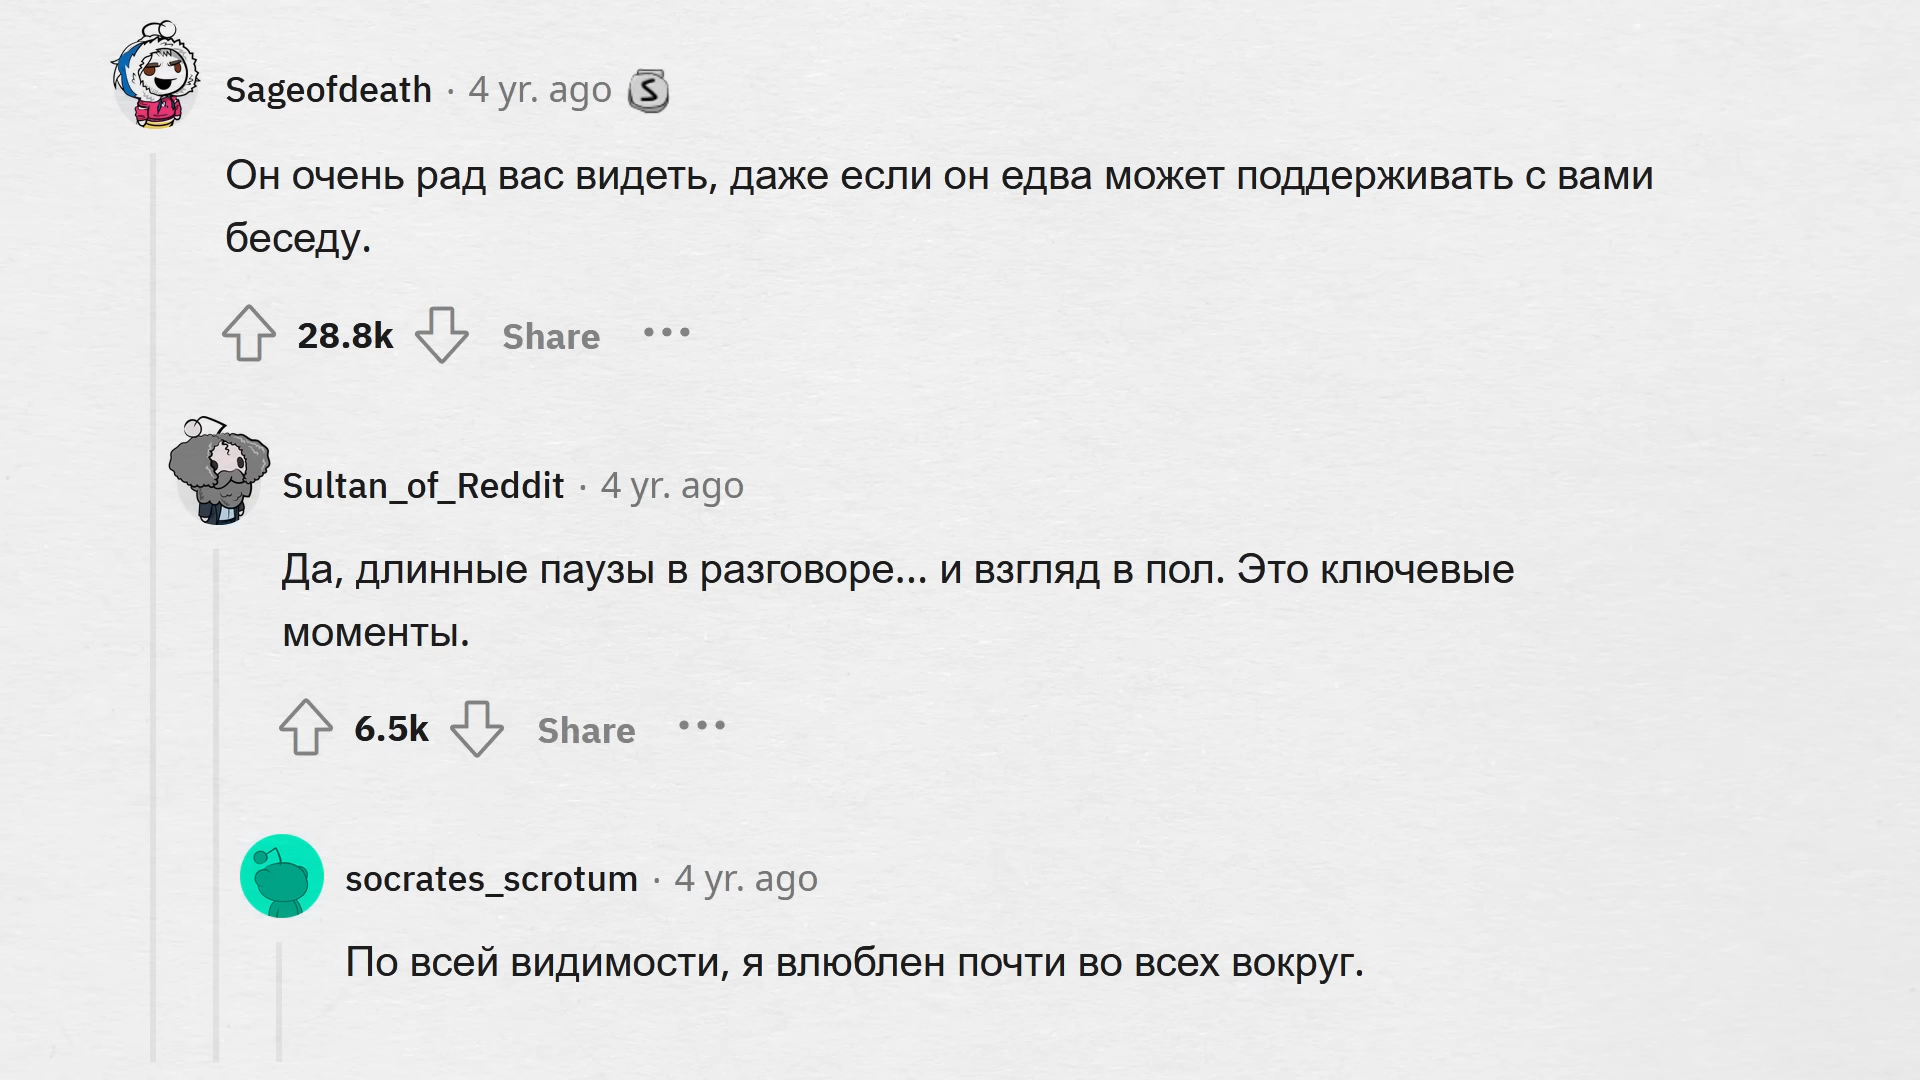 Sageofdeath · 4 yr. ago S
Он очень рад вас видеть, даже если он едва может поддерживать с вами
беседу.
28.8k Share ···
Sultan_of_Reddit · 4 yr. ago
Да, длинные паузы в разговоре... и взгляд в пол. Это ключевые
моменты.
6.5k Share ···
socrates_scrotum · 4 yr. ago
По всей видимости, я влюблен почти во всех вокруг.